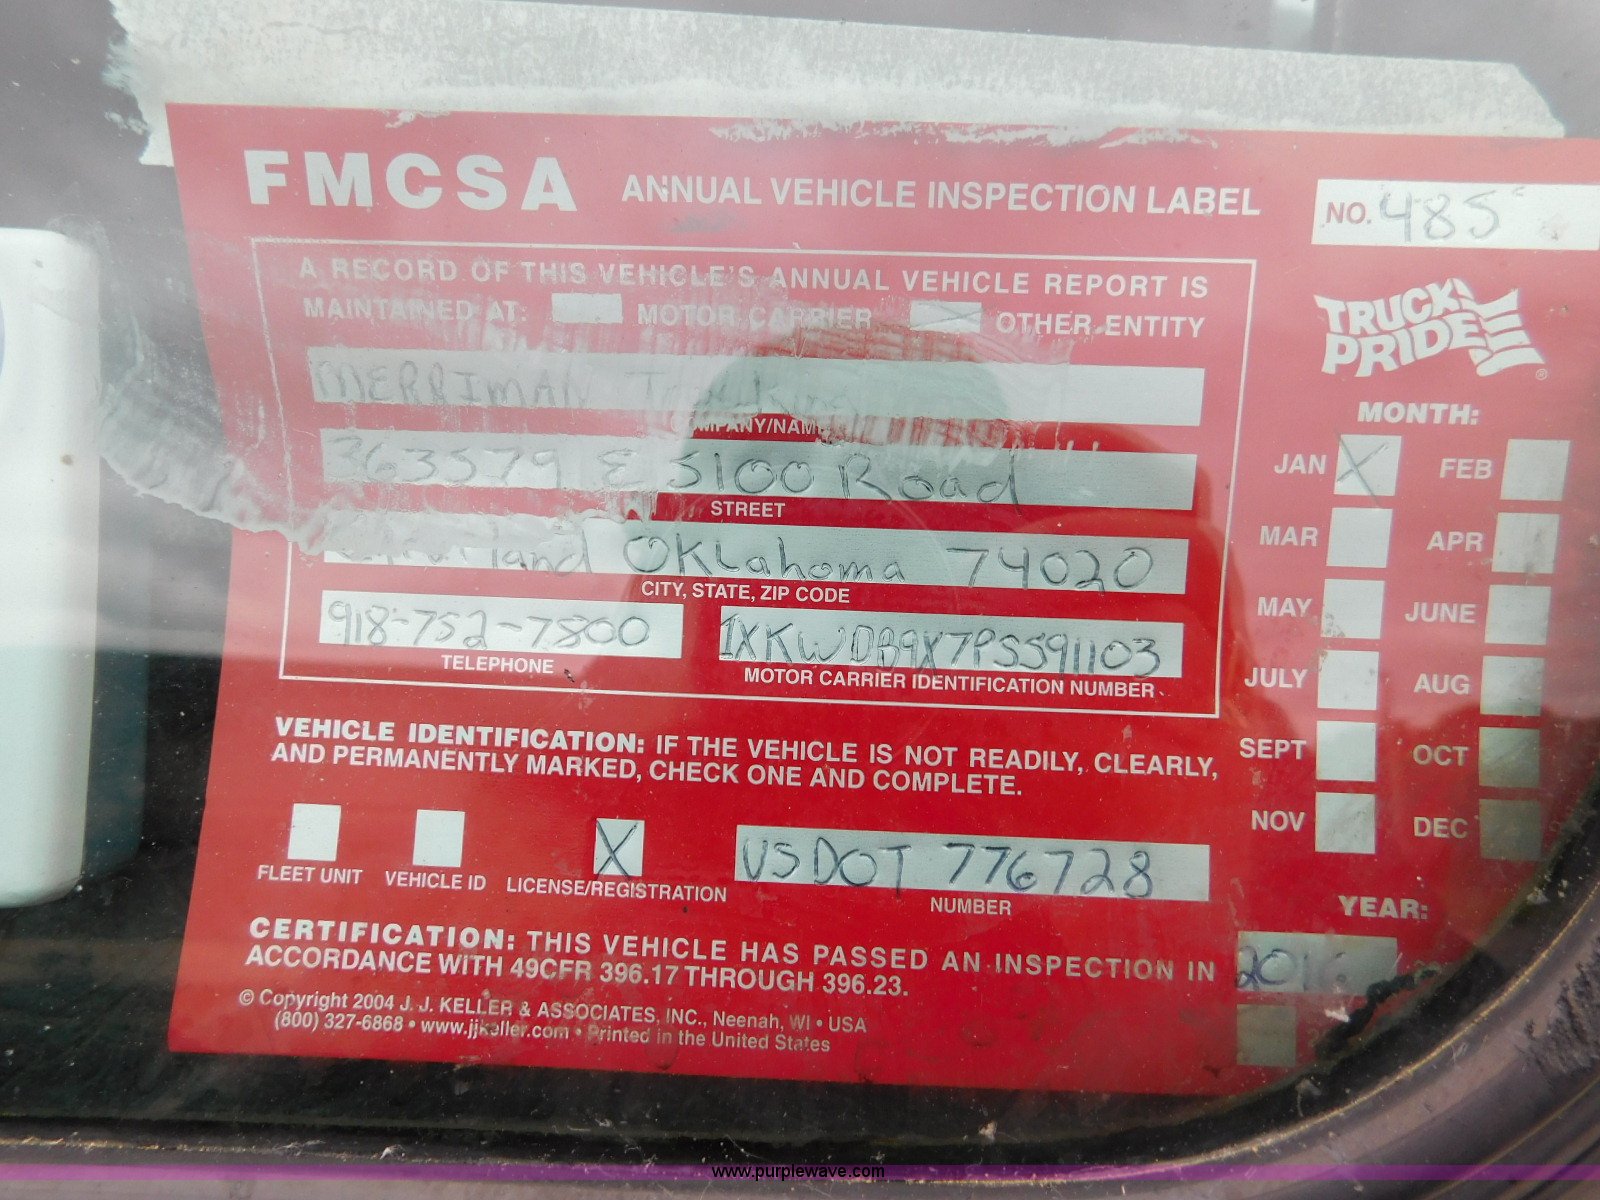 FMCSA ANNUAL VEHICLE INSPECTION LABEL
NO. 485
A RECORD OF THIS VEHICLE'S ANNUAL VEHICLE REPORT IS
MAINTAINED AT: MOTOR CARRIER X OTHER ENTITY
MERRIMAN
COMPANY/NAME
363579 E 5100 Road
STREET
Oklahoma 74020
CITY, STATE, ZIP CODE
918-752-7800
TELEPHONE
1XKWDB9X7PS591103
MOTOR CARRIER IDENTIFICATION NUMBER
TRUCK
PRIDE®
MONTH:
JAN X FEB
MAR APR
MAY JUNE
JULY AUG
SEPT OCT
NOV DEC
YEAR:
VEHICLE IDENTIFICATION: IF THE VEHICLE IS NOT READILY, CLEARLY,
AND PERMANENTLY MARKED, CHECK ONE AND COMPLETE.
FLEET UNIT VEHICLE ID X LICENSE/REGISTRATION
USDOT 776728
NUMBER
CERTIFICATION: THIS VEHICLE HAS PASSED AN INSPECTION IN
ACCORDANCE WITH 49CFR 396.17 THROUGH 396.23.
© Copyright 2004 J. J. KELLER & ASSOCIATES, INC., Neenah, WI • USA
(800) 327-6868 • www.jjkeller.com • Printed in the United States
www.purplewave.com